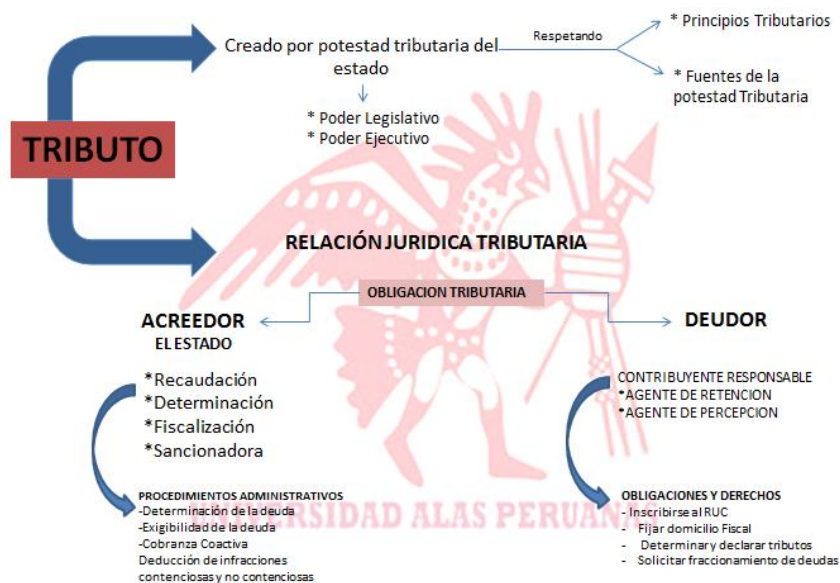 TRIBUTO
Creado por potestad tributaria del
estado
Respetando
* Principios Tributarios
* Fuentes de la
potestad Tributaria
* Poder Legislativo
* Poder Ejecutivo
RELACIÓN JURIDICA TRIBUTARIA
OBLIGACION TRIBUTARIA
ACREEDOR
EL ESTADO
*Recaudación
*Determinación
*Fiscalización
*Sancionadora
PROCEDIMIENTOS ADMINISTRATIVOS
-Determinación de la deuda
-Exigibilidad de la deuda
-Cobranza Coactiva
Deducción de infracciones
contenciosas y no contenciosas
DEUDOR
CONTRIBUYENTE RESPONSABLE
*AGENTE DE RETENCION
*AGENTE DE PERCEPCION
OBLIGACIONES Y DERECHOS
- Inscribirse al RUC
- Fijar domicilio Fiscal
- Determinar y declarar tributos
- Solicitar fraccionamiento de deudas
UNIVERSIDAD ALAS PERUANAS